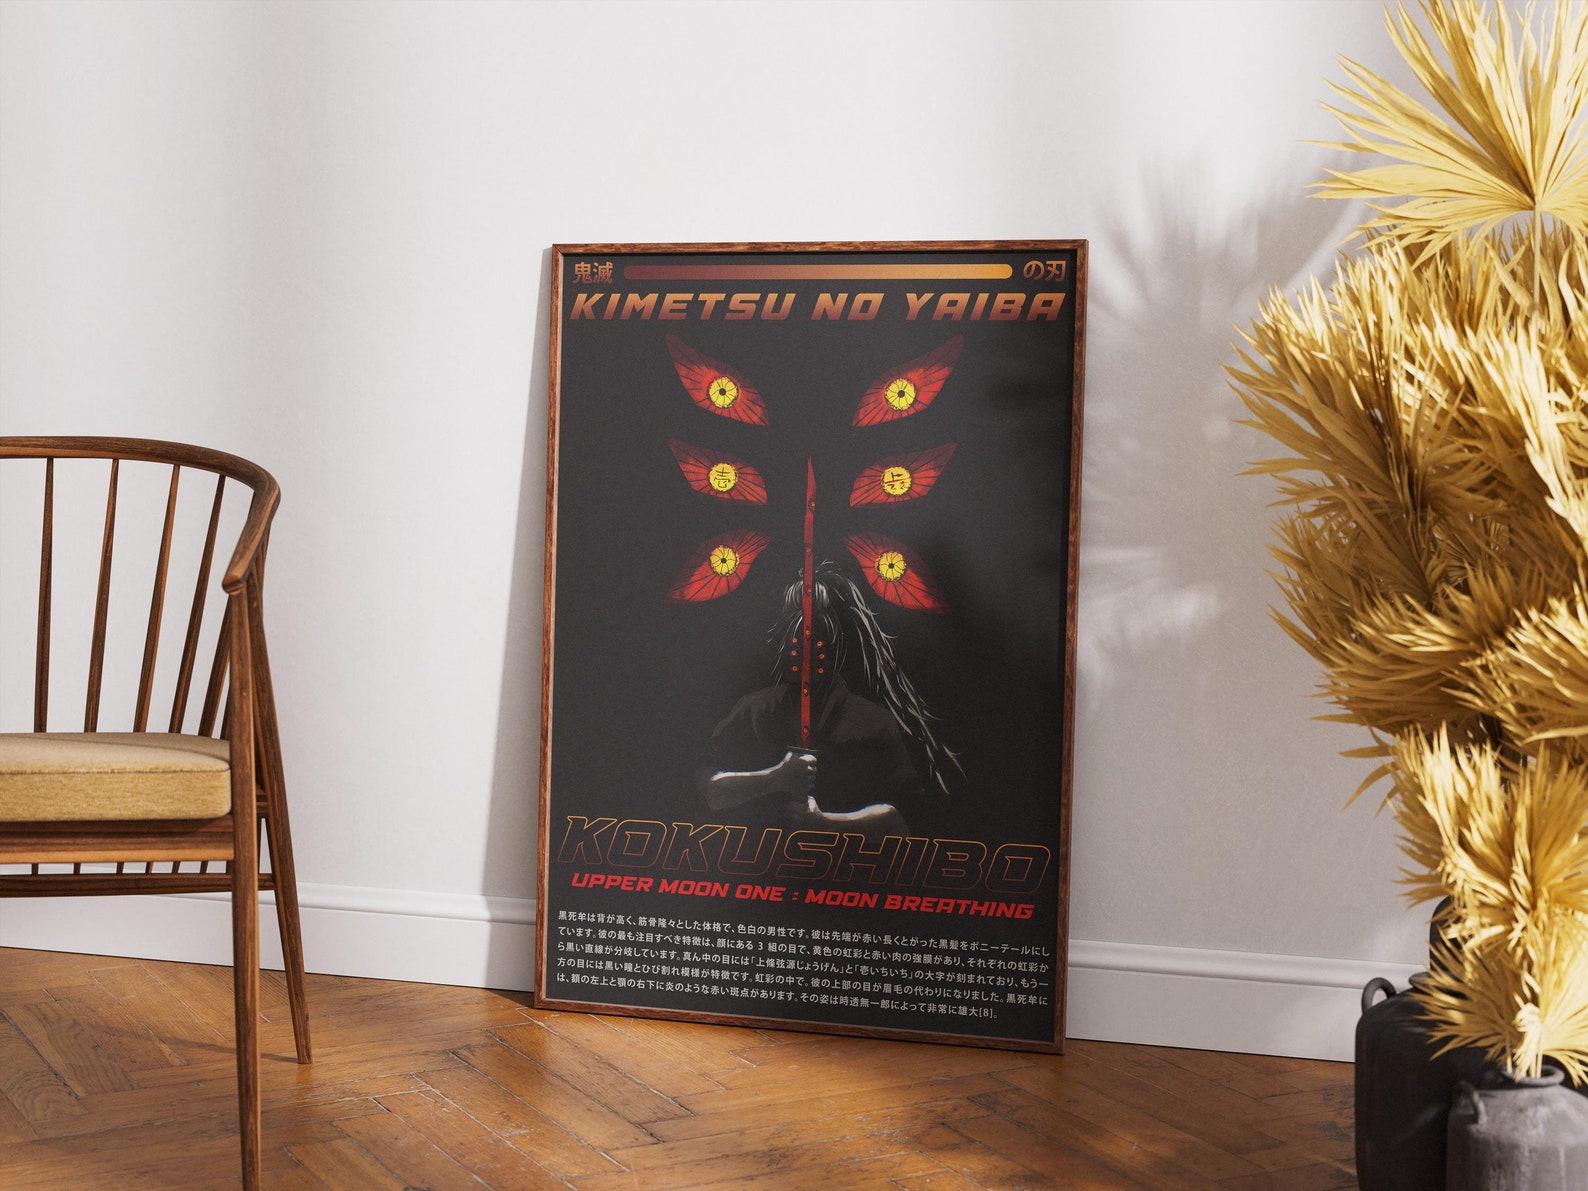 鬼滅 の刃
KIMETSU NO YAIBA
壱 上弦
KOKUSHIBO
UPPER MOON ONE : MOON BREATHING
黒死牟は背が高く、筋骨隆々とした体格で、色白の男性です。彼は先端が赤い長くとがった黒髪をポニーテールにし
ています。彼の最も注目すべき特徴は、顔にある 3 組の目で、黄色の虹彩と赤い肉の強膜があり、それぞれの虹彩か
ら黒い直線が分岐しています。真ん中の目には「上條弦源じょうげん」と「壱いちいち」の大字が刻まれており、もう一
方の目には黒い瞳とひび割れ模様が特徴です。虹彩の中で。彼の上部の目が眉毛の代わりになりました。黒死牟に
は、額の左上と顎の右下に炎のような赤い斑点があります。その姿は時透無一郎によって非常に雄大[8]。